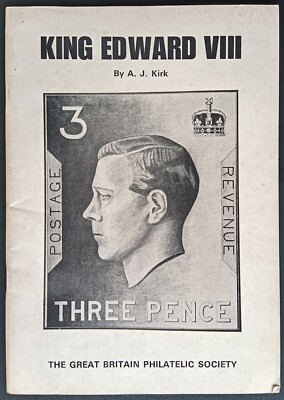 KING EDWARD VIII
By A. J. Kirk
3
POSTAGE
REVENUE
THREE PENCE
THE GREAT BRITAIN PHILATELIC SOCIETY